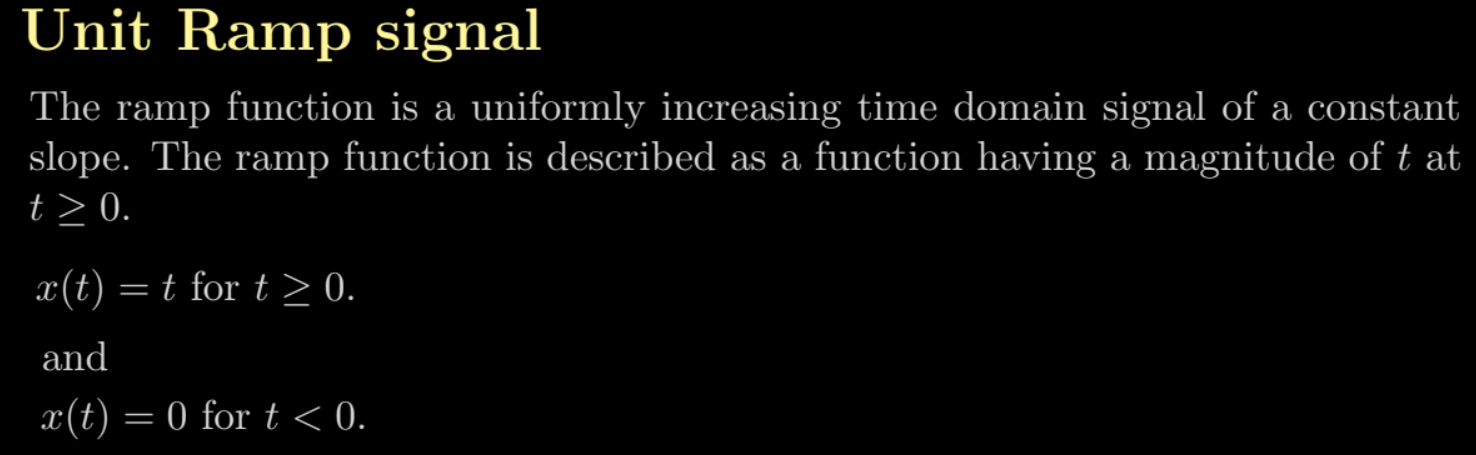 Unit Ramp signal
The ramp function is a uniformly increasing time domain signal of a constant
slope. The ramp function is described as a function having a magnitude of t at
t ≥ 0.
x(t) = t for t ≥ 0.
and
x(t) = 0 for t < 0.